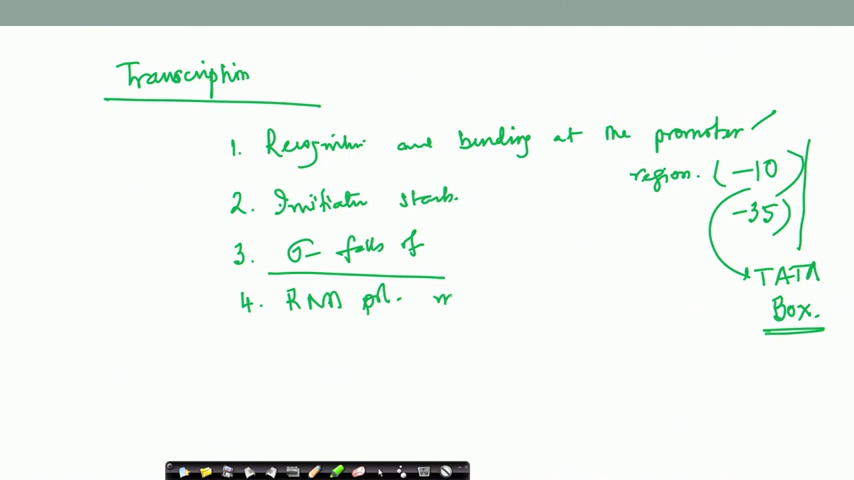 Transcription
1. Recognition and binding at the promoter
region. (-10
-35)
TATA
Box.
2. Initiation starts.
3. σ falls of
4. RNA pol. m